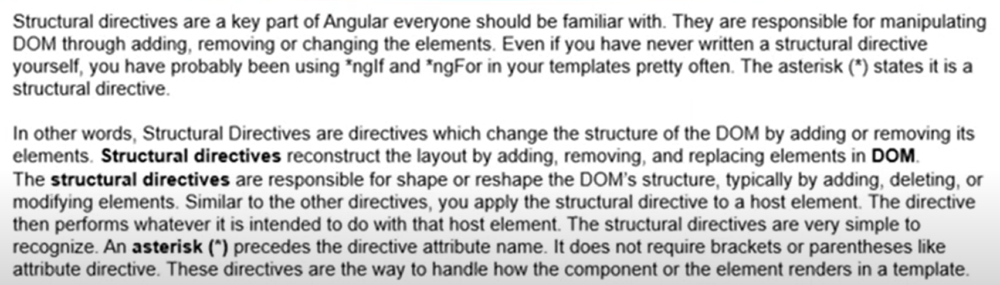 Structural directives are a key part of Angular everyone should be familiar with. They are responsible for manipulating
DOM through adding, removing or changing the elements. Even if you have never written a structural directive
yourself, you have probably been using *ngIf and *ngFor in your templates pretty often. The asterisk (*) states it is a
structural directive.
In other words, Structural Directives are directives which change the structure of the DOM by adding or removing its
elements. Structural directives reconstruct the layout by adding, removing, and replacing elements in DOM.
The structural directives are responsible for shape or reshape the DOM's structure, typically by adding, deleting, or
modifying elements. Similar to the other directives, you apply the structural directive to a host element. The directive
then performs whatever it is intended to do with that host element. The structural directives are very simple to
recognize. An asterisk (*) precedes the directive attribute name. It does not require brackets or parentheses like
attribute directive. These directives are the way to handle how the component or the element renders in a template.